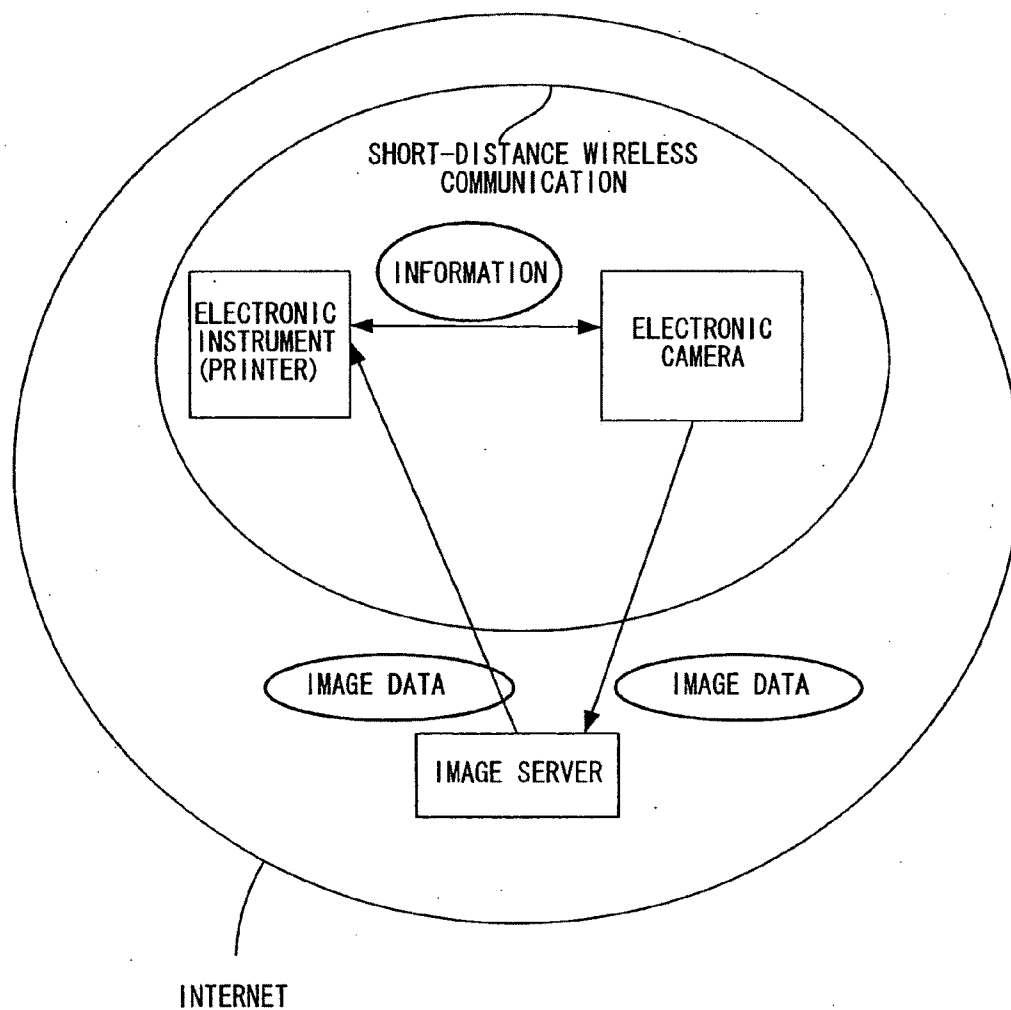 SHORT-DISTANCE WIRELESS
COMMUNICATION
INFORMATION
ELECTRONIC
INSTRUMENT
(PRINTER)
ELECTRONIC
CAMERA
IMAGE DATA
IMAGE DATA
IMAGE SERVER
INTERNET